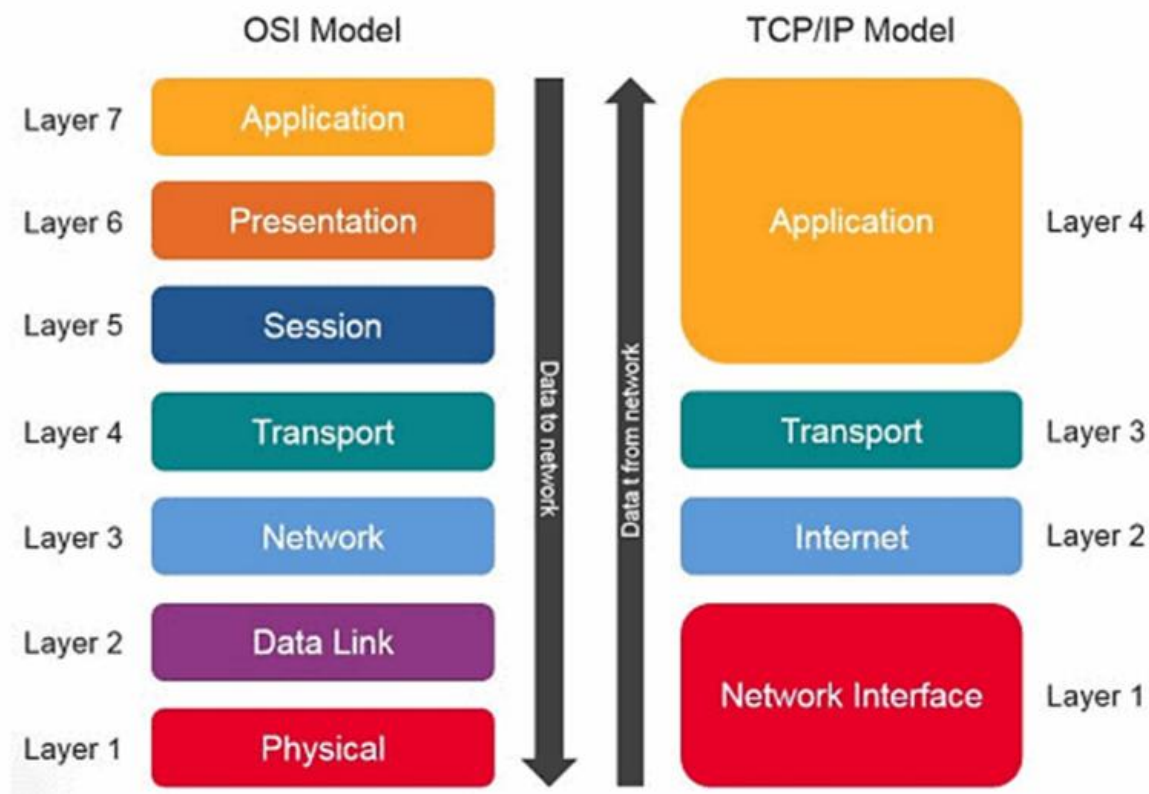 OSI Model
TCP/IP Model
Layer 7
Application
Layer 6
Presentation
Layer 5
Session
Layer 4
Transport
Layer 3
Network
Layer 2
Data Link
Layer 1
Physical
Data to network
Data t from network
Application
Layer 4
Transport
Layer 3
Internet
Layer 2
Network Interface
Layer 1